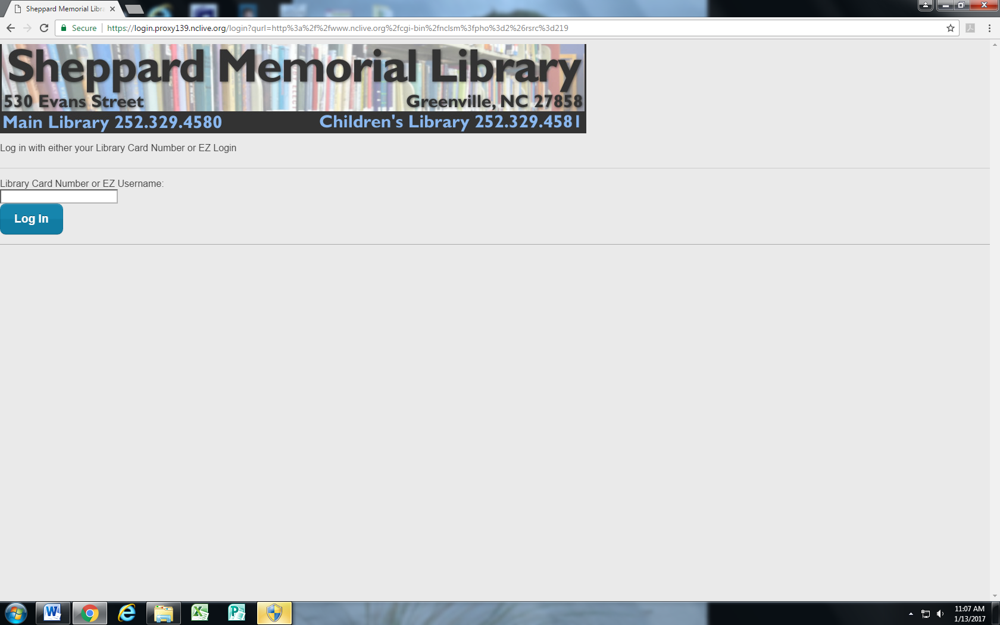 Sheppard Memorial Libra
Secure https://login.proxy139.nclive.org/login?qurl=http%3a%2f%2fwww.nclive.org%2fcgi-bin%2fnclsm%3fpho%3d2%26rsrc%3d219
Sheppard Memorial Library
530 Evans Street Greenville, NC 27858
Main Library 252.329.4580 Children's Library 252.329.4581
Log in with either your Library Card Number or EZ Login
Library Card Number or EZ Username:
Log In
11:07 AM
1/13/2017